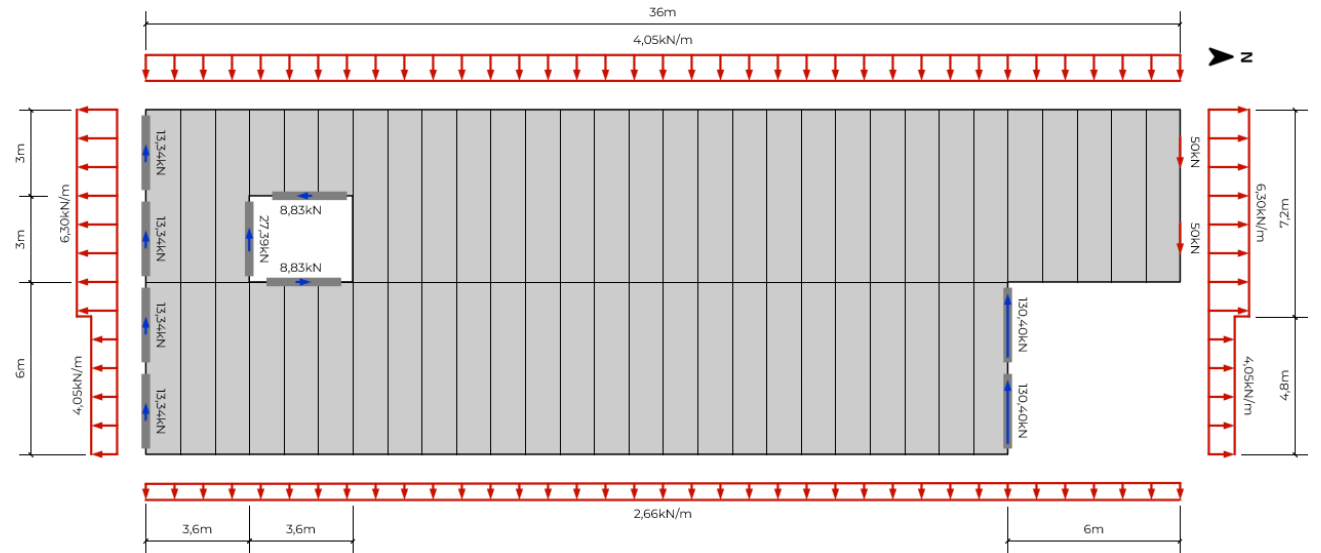 36m
4,05kN/m
N
13,34kN
50kN
3m
6,30kN/m
8,83kN
27,39kN
13,34kN
50kN
6,30kN/m
7,2m
3m
8,83kN
13,34kN
130,40kN
6m
4,05kN/m
13,34kN
130,40kN
4,05kN/m
4,8m
2,66kN/m
3,6m
3,6m
6m